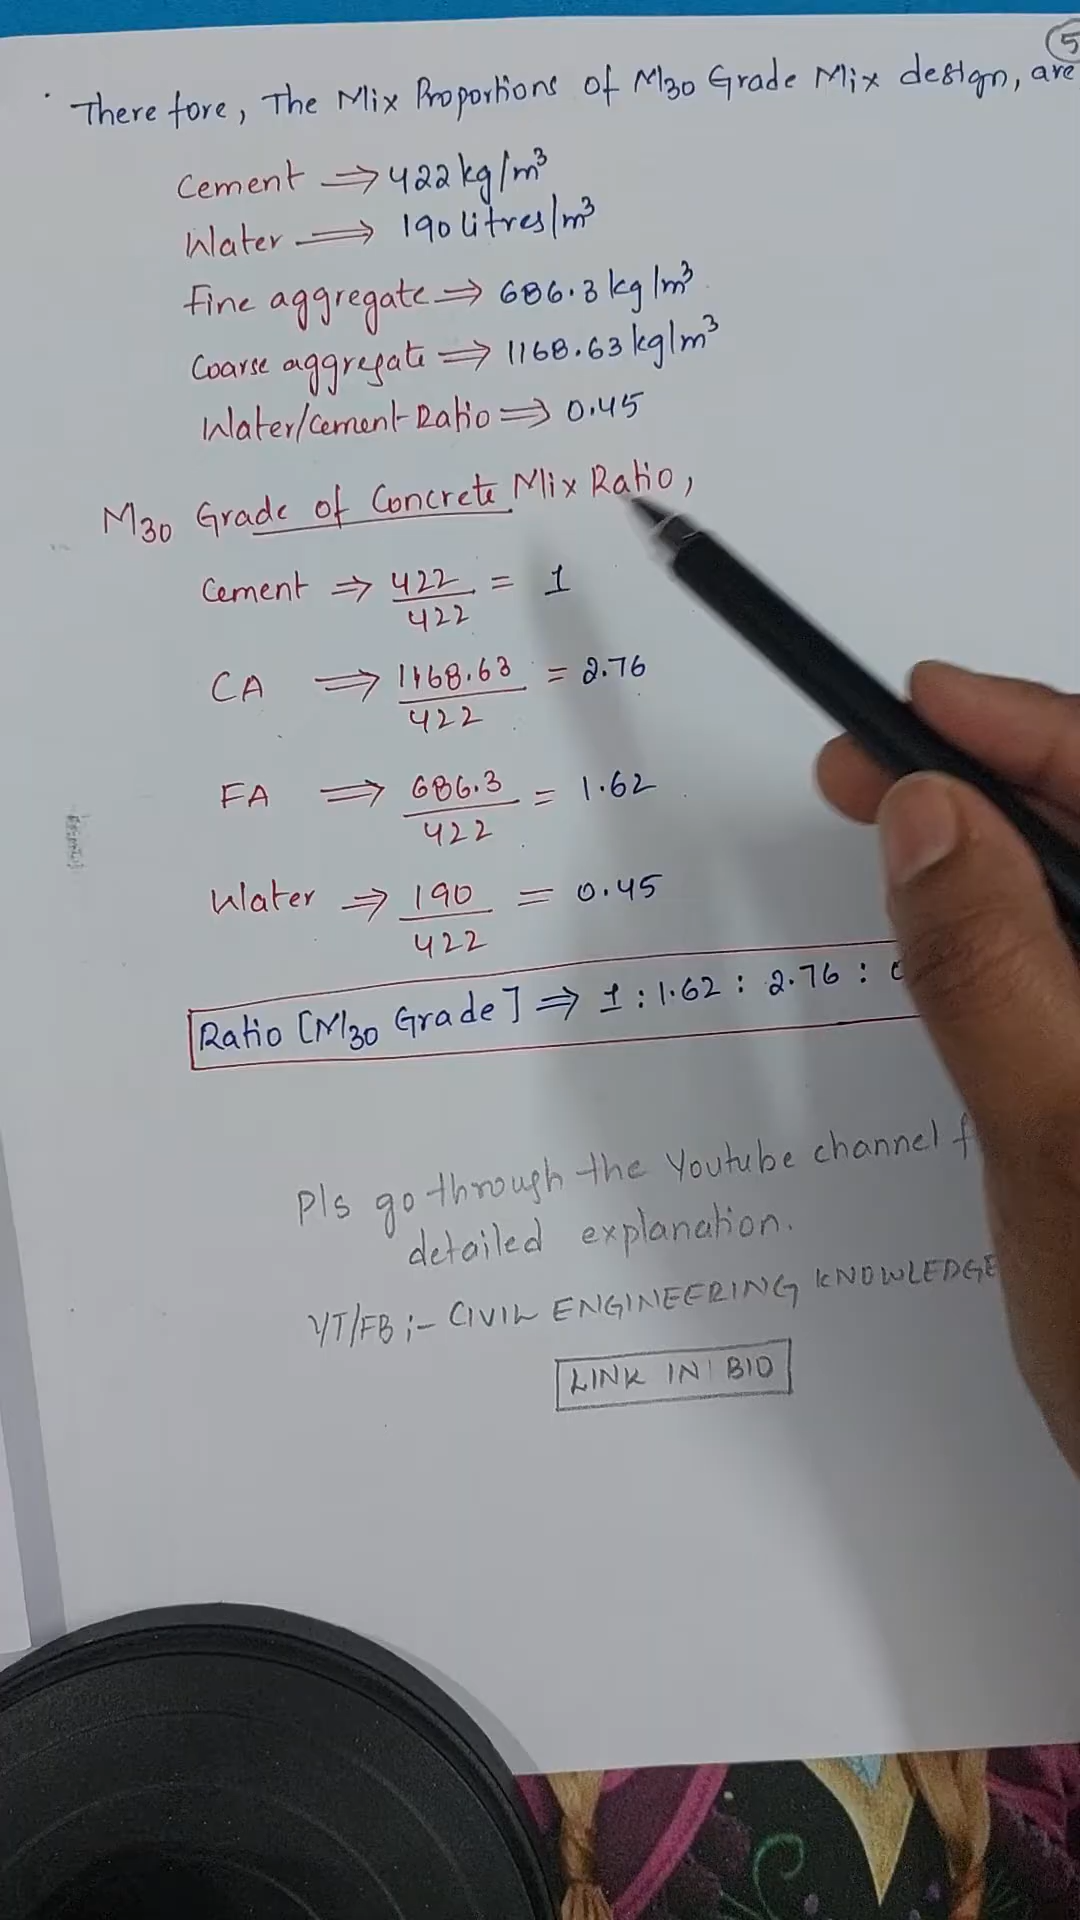 5
Therefore, The Mix Proportions of M30 Grade Mix design, are
Cement ⇒ 422 kg/m³
Water ⇒ 190 litres/m³
Fine aggregate ⇒ 686.3 kg/m³
Coarse aggregate ⇒ 1168.63 kg/m³
Water/cement Ratio ⇒ 0.45
M30 Grade of Concrete Mix Ratio,
Cement ⇒ 422/422 = 1
CA ⇒ 1168.63/422 = 2.76
FA ⇒ 686.3/422 = 1.62
Water ⇒ 190/422 = 0.45
Ratio [M30 Grade] ⇒ 1 : 1.62 : 2.76 :
Pls go through the Youtube channel
detailed explanation.
YT/FB :- CIVIL ENGINEERING KNOWLEDGE
LINK IN BIO